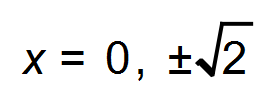 x = 0, ±√2